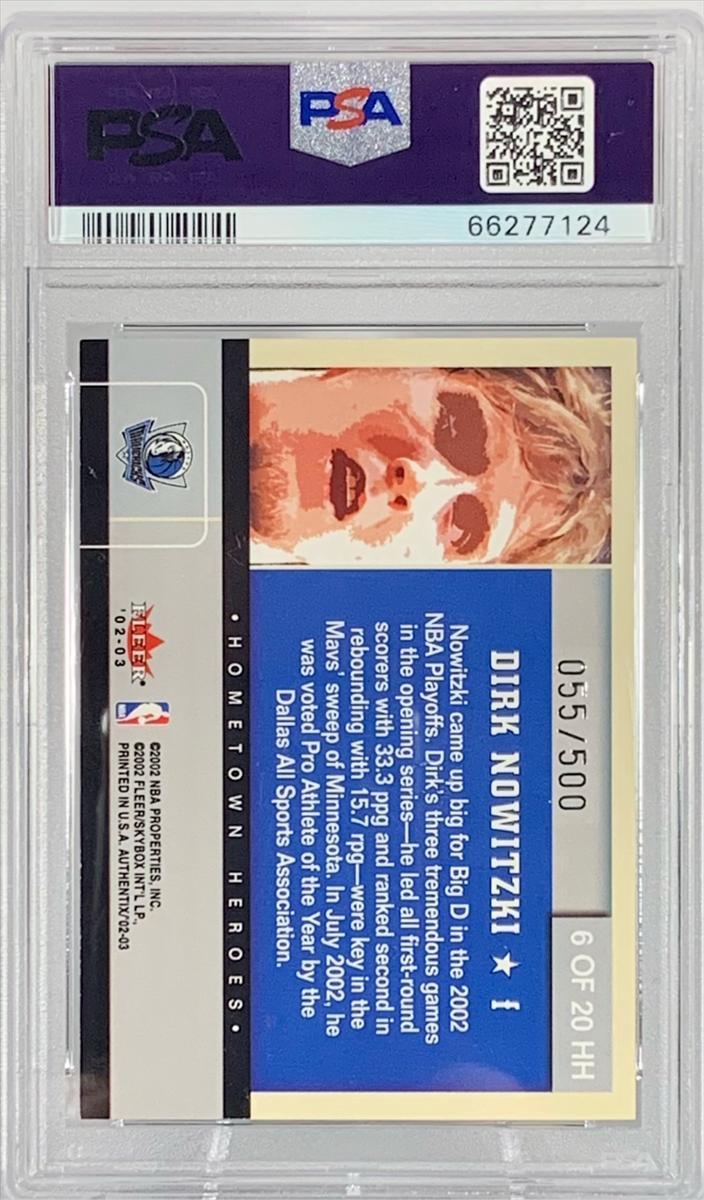 PSA
PSA
66277124
055/500
6 OF 20 HH
DIRK NOWITZKI ★ f
Nowitzki came up big for Big D in the 2002
NBA Playoffs. Dirk's three tremendous games
in the opening series—he led all first-round
scorers with 33.3 ppg and ranked second in
rebounding with 15.7 rpg—were key in the
Mavs' sweep of Minnesota. In July 2002, he
was voted Pro Athlete of the Year by the
Dallas All Sports Association.
• HOMETOWN HEROES •
MAVERICKS
FLEER
'02-03
©2002 NBA PROPERTIES, INC.
©2002 FLEER/SKYBOX INT'L LP.,
PRINTED IN U.S.A. AUTHENTIX/02-03